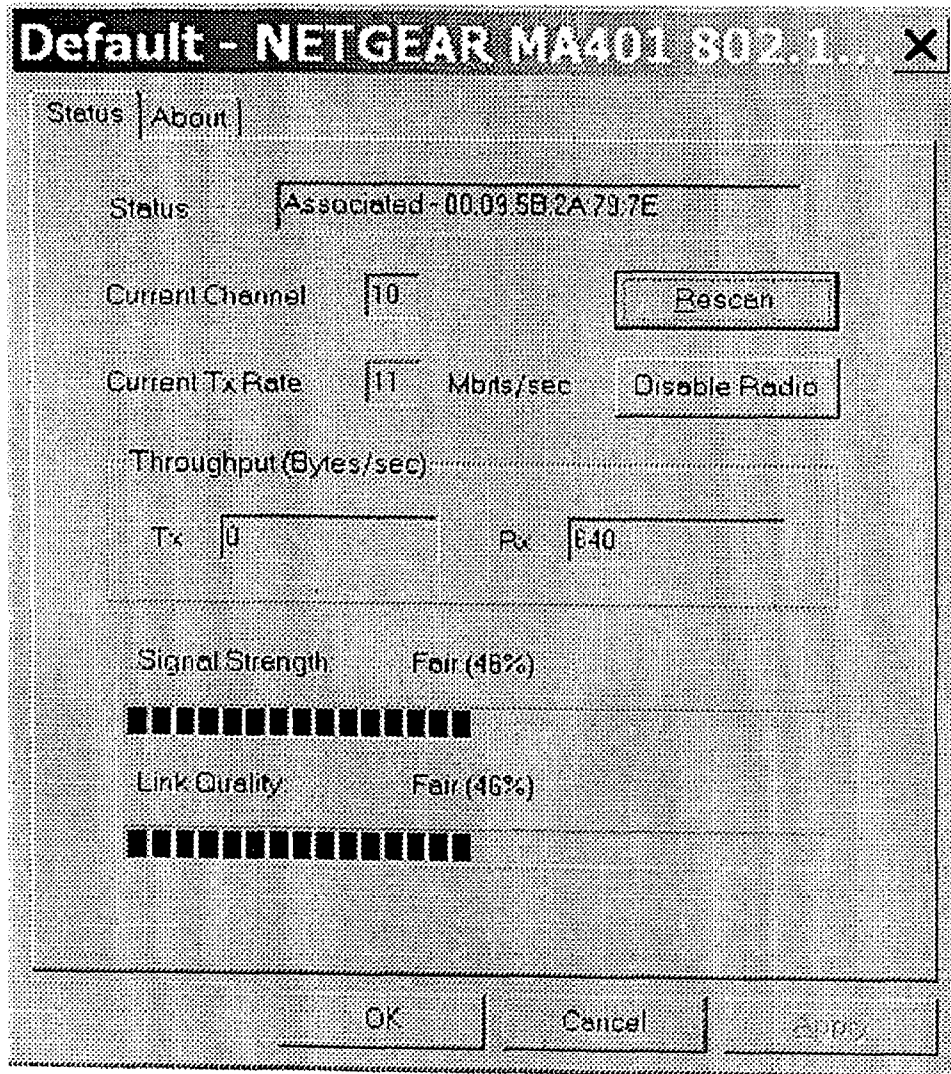 Default - NETGEAR MA401 802.1...
Status About
Status Associated - 00:09:5B:2A:79:7E
Current Channel 10 Rescan
Current Tx Rate 11 Mbits/sec Disable Radio
Throughput (Bytes/sec)
Tx 0 Rx 640
Signal Strength Fair (46%)
Link Quality Fair (46%)
OK Cancel Apply